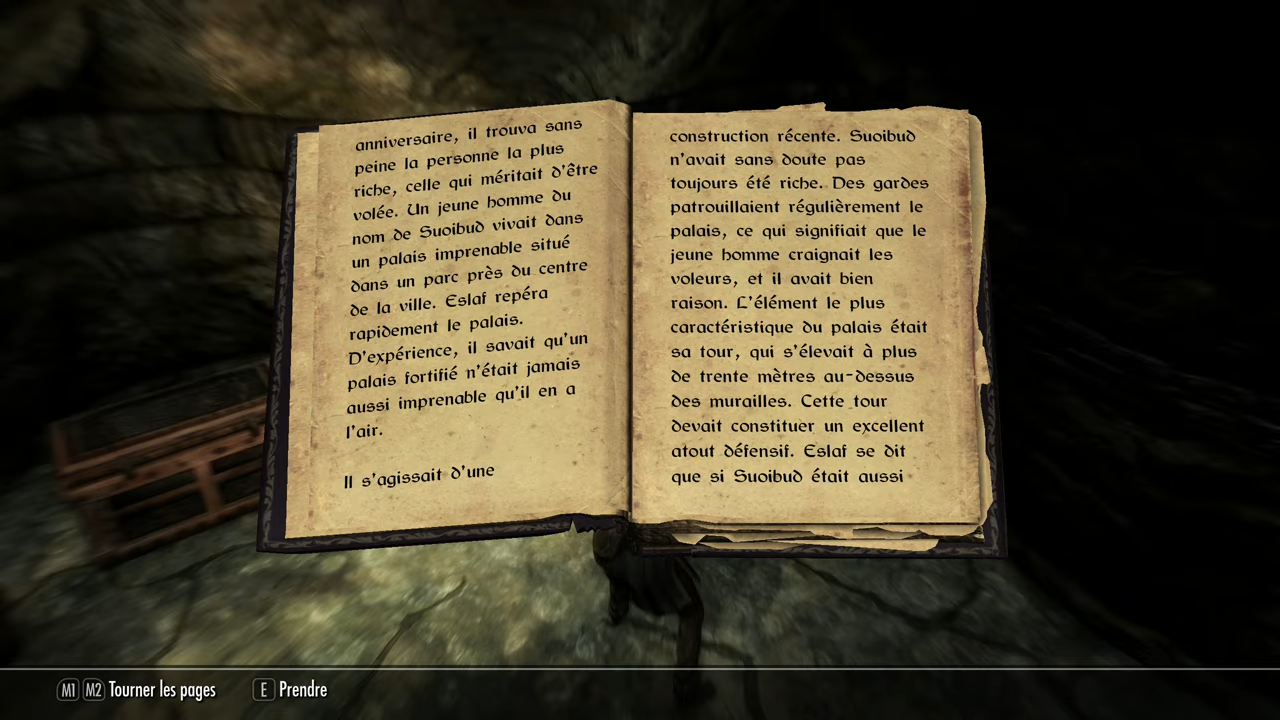 anniversaire, il trouva sans
peine la personne la plus
riche, celle qui méritait d'être
volée. Un jeune homme du
nom de Suoibud vivait dans
un palais imprenable situé
dans un parc près du centre
de la ville. Eslaf repéra
rapidement le palais.
D'expérience, il savait qu'un
palais fortifié n'était jamais
aussi imprenable qu'il en a
l'air.
Il s'agissait d'une
construction récente. Suoibud
n'avait sans doute pas
toujours été riche. Des gardes
patrouillaient régulièrement le
palais, ce qui signifiait que le
jeune homme craignait les
voleurs, et il avait bien
raison. L'élément le plus
caractéristique du palais était
sa tour, qui s'élevait à plus
de trente mètres au-dessus
des murailles. Cette tour
devait constituer un excellent
atout défensif. Eslaf se dit
que si Suoibud était aussi
M1 M2 Tourner les pages E Prendre